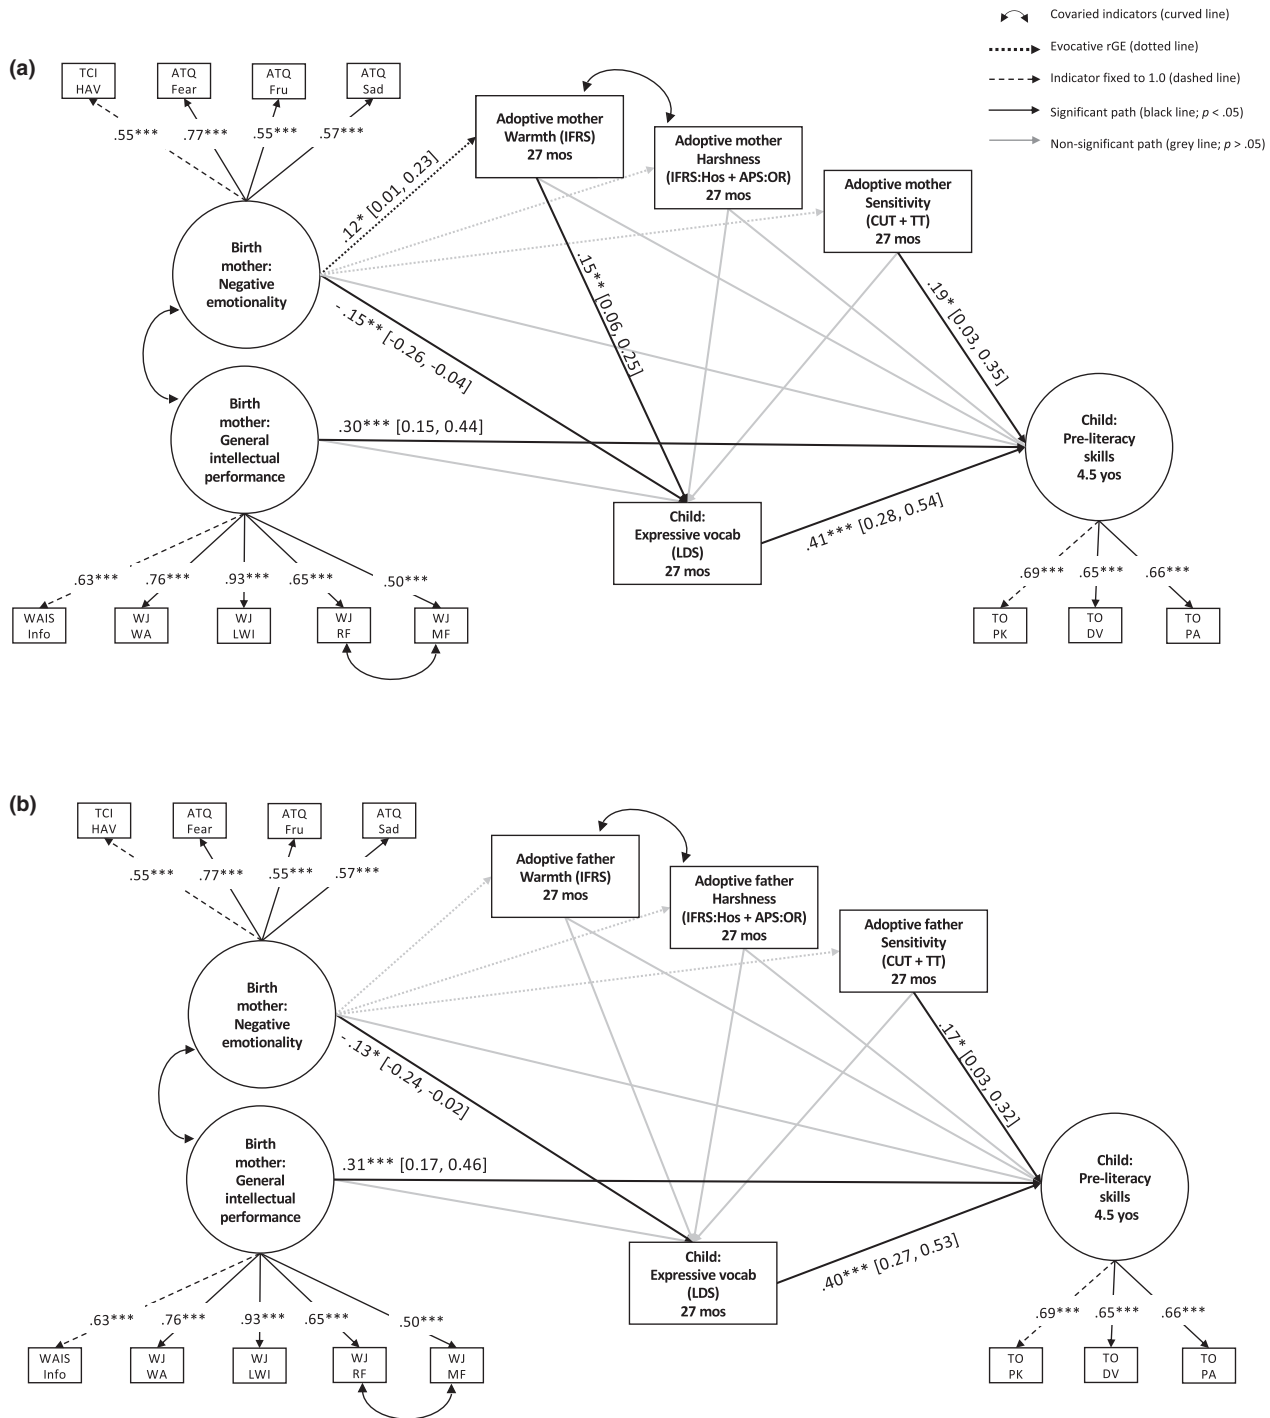 Covaried indicators (curved line)
Evocative rGE (dotted line)
Indicator fixed to 1.0 (dashed line)
Significant path (black line; p < .05)
Non-significant path (grey line; p > .05)
(a)
TCI
HAV
ATQ
Fear
ATQ
Fru
ATQ
Sad
.55***
.77***
.55***
.57***
Adoptive mother
Warmth (IFRS)
27 mos
Adoptive mother
Harshness
(IFRS:Hos + APS:OR)
27 mos
Adoptive mother
Sensitivity
(CUT + TT)
27 mos
Birth
mother:
Negative
emotionality
.12* [0.01, 0.23]
.15** [0.06, 0.25]
.19* [0.03, 0.35]
-.15** [-0.26, -0.04]
Birth
mother:
General
intellectual
performance
.30*** [0.15, 0.44]
Child:
Pre-literacy
skills
4.5 yos
Child:
Expressive vocab
(LDS)
27 mos
.41*** [0.28, 0.54]
.63***
.76***
.93***
.65***
.50***
WAIS
Info
WJ
WA
WJ
LWI
WJ
RF
WJ
MF
.69***
.65***
.66***
TO
PK
TO
DV
TO
PA
(b)
TCI
HAV
ATQ
Fear
ATQ
Fru
ATQ
Sad
.55***
.77***
.55***
.57***
Adoptive father
Warmth (IFRS)
27 mos
Adoptive father
Harshness
(IFRS:Hos + APS:OR)
27 mos
Adoptive father
Sensitivity
(CUT + TT)
27 mos
Birth
mother:
Negative
emotionality
-.13* [-0.24, -0.02]
.17* [0.03, 0.32]
Birth
mother:
General
intellectual
performance
.31*** [0.17, 0.46]
Child:
Pre-literacy
skills
4.5 yos
Child:
Expressive vocab
(LDS)
27 mos
.40*** [0.27, 0.53]
.63***
.76***
.93***
.65***
.50***
WAIS
Info
WJ
WA
WJ
LWI
WJ
RF
WJ
MF
.69***
.65***
.66***
TO
PK
TO
DV
TO
PA